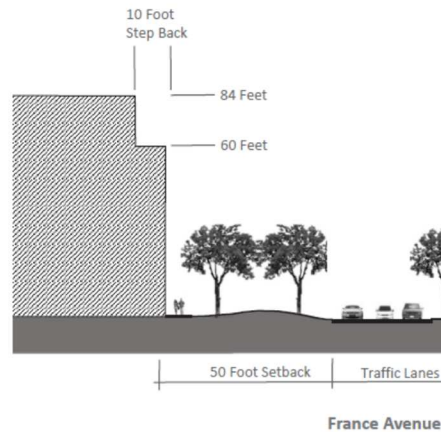 10 Foot
Step Back
84 Feet
60 Feet
50 Foot Setback
Traffic Lanes
France Avenue